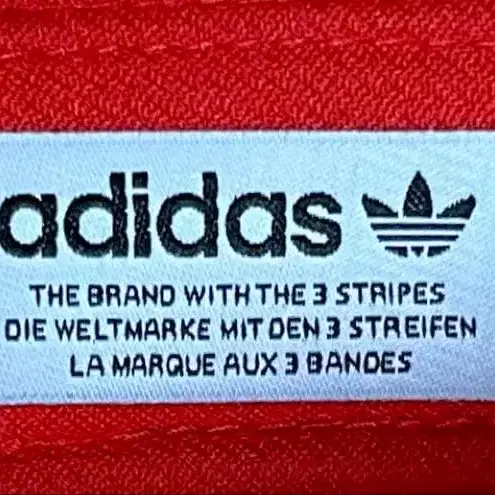 adidas
THE BRAND WITH THE 3 STRIPES
DIE WELTMARKE MIT DEN 3 STREIFEN
LA MARQUE AUX 3 BANDES